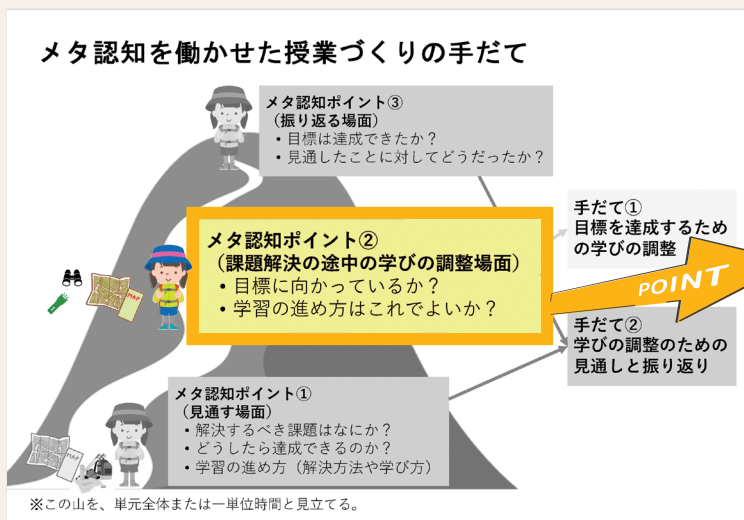 メタ認知を働かせた授業づくりの手だて
メタ認知ポイント③
（振り返る場面）
・目標は達成できたか？
・見通したことに対してどうだったか？
メタ認知ポイント②
（課題解決の途中の学びの調整場面）
・目標に向かっているか？
・学習の進め方はこれでよいか？
手だて①
目標を達成するため
の学びの調整
POINT
手だて②
学びの調整のための
見通しと振り返り
MAP
メタ認知ポイント①
（見通す場面）
・解決するべき課題はなにか？
・どうしたら達成できるのか？
・学習の進め方（解決方法や学び方）
MAP
※この山を、単元全体または一単位時間と見立てる。